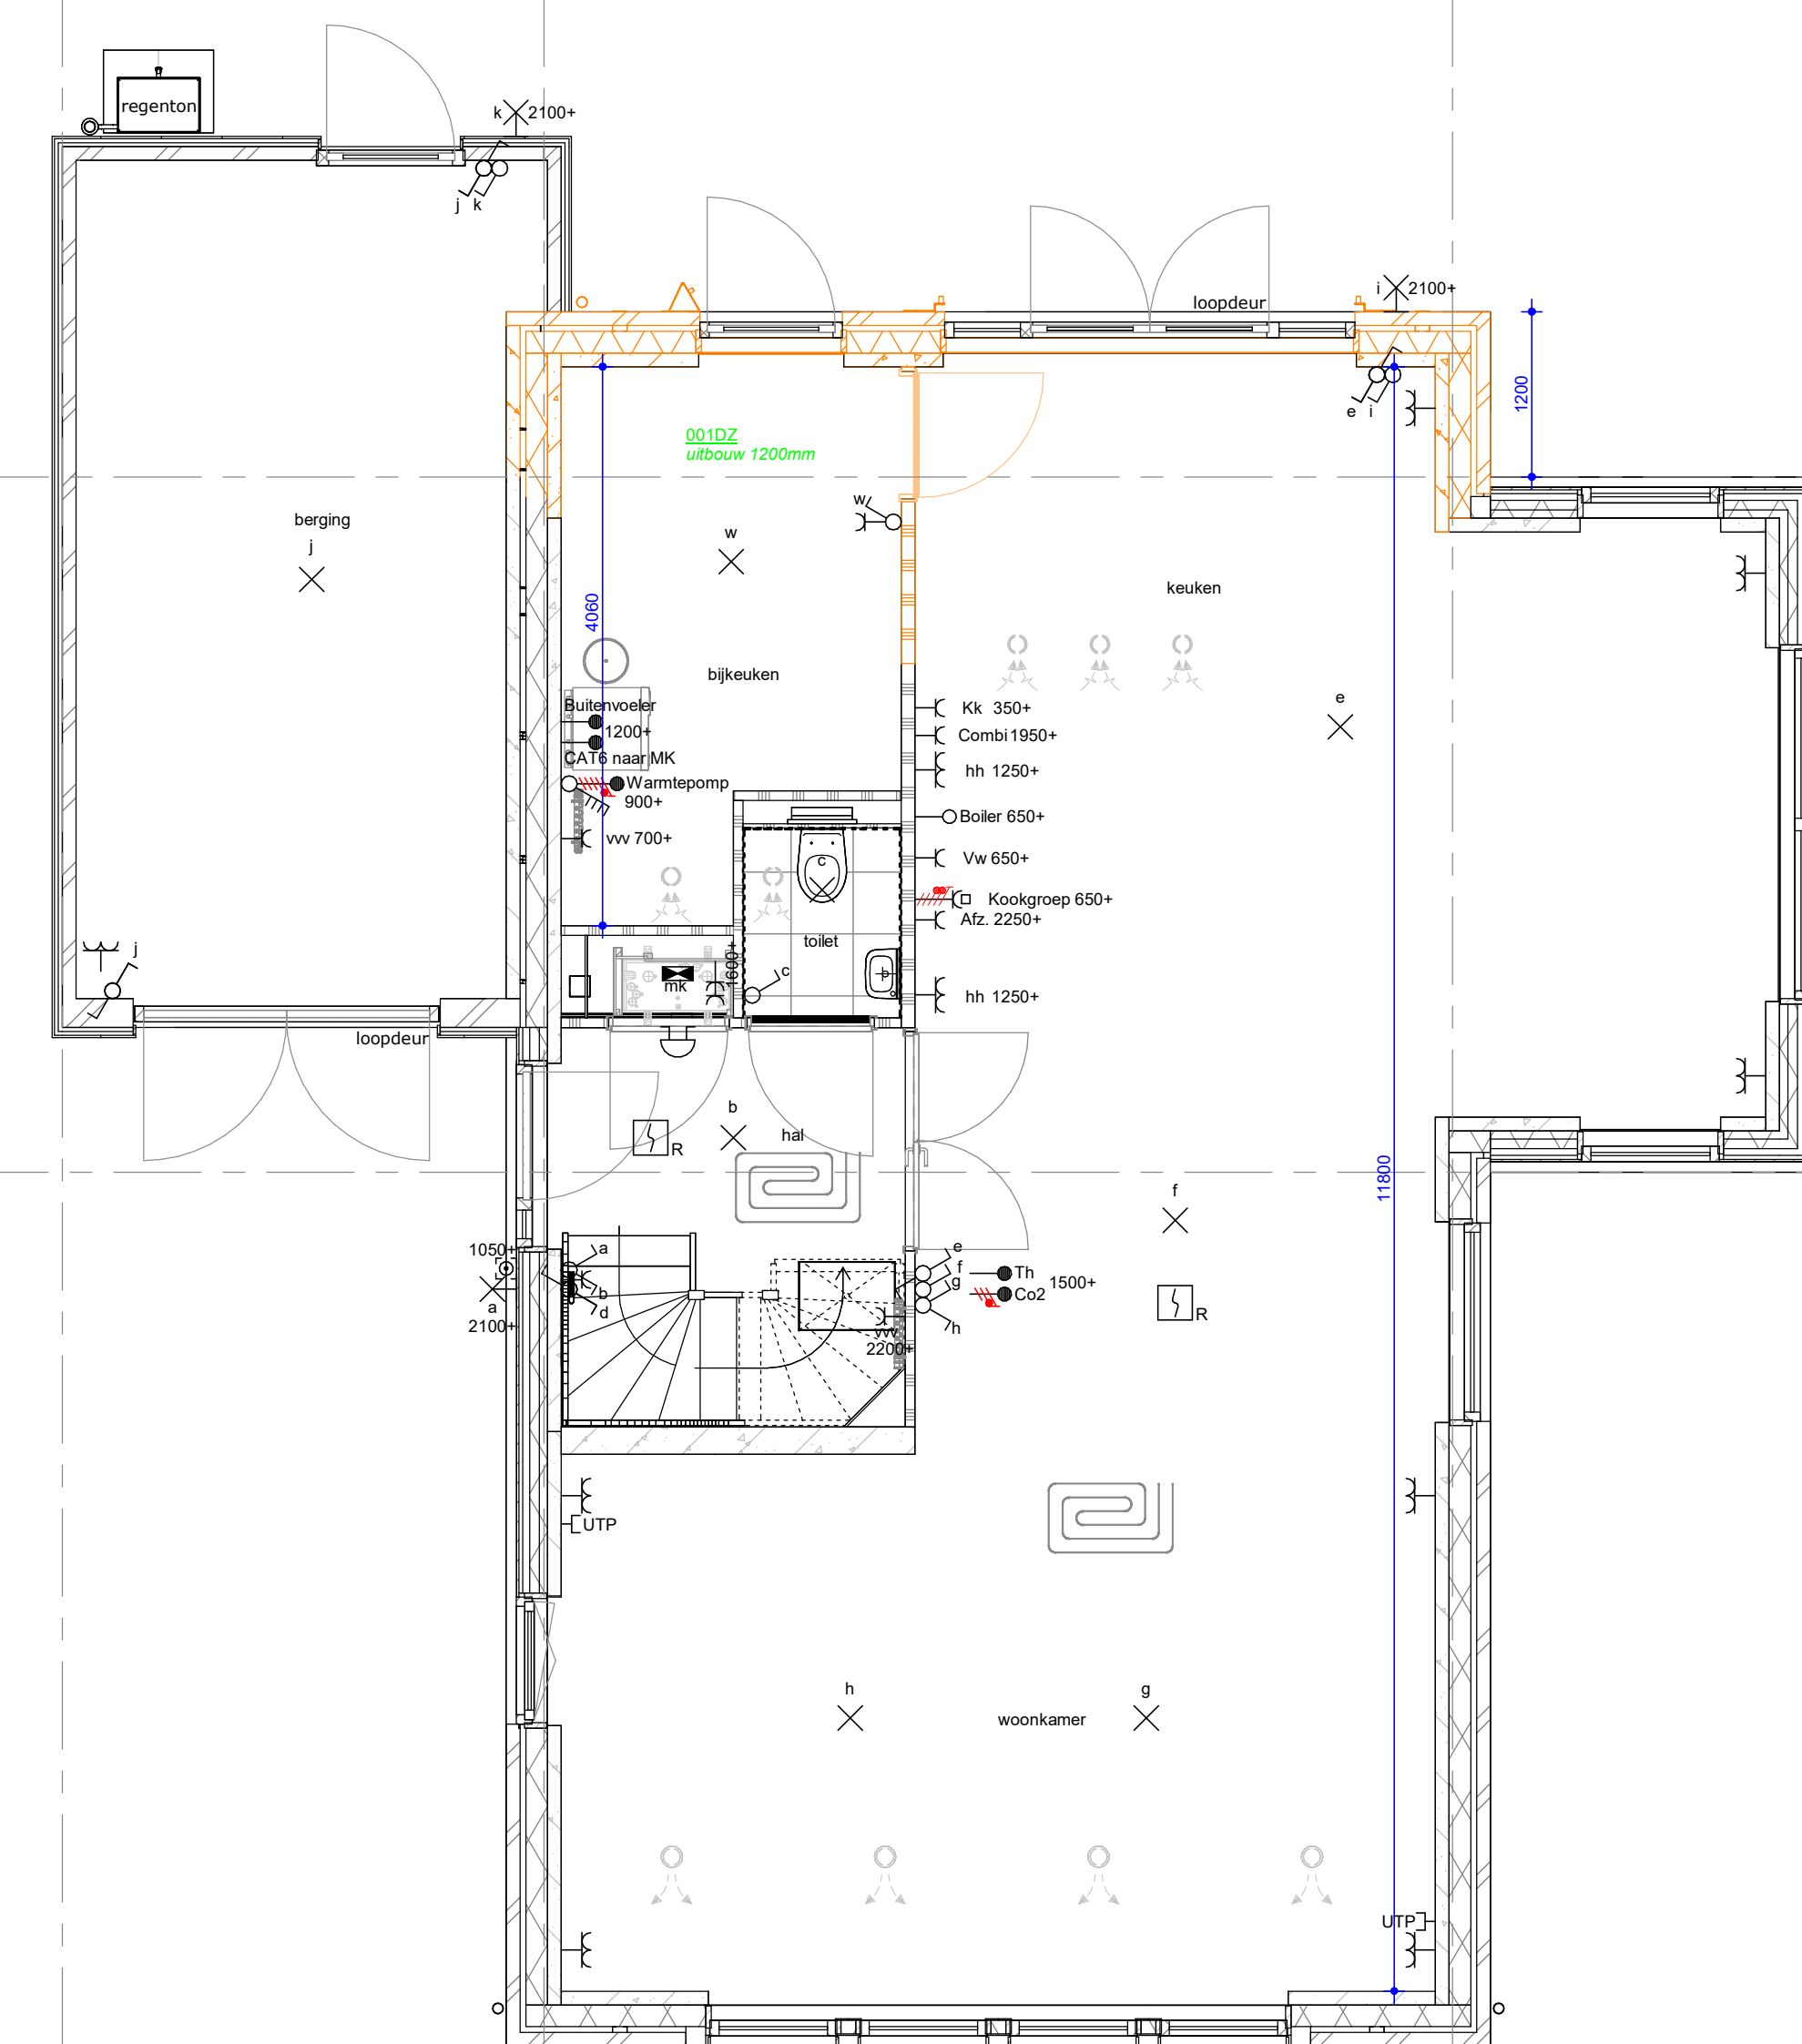 regenton
k 2100+
j k
loopdeur
i 2100+
e i
1200
001DZ
uitbouw 1200mm
w
berging
j
w
keuken
4060
bijkeuken
e
Buitenvoeler
1200+
CAT6 naar MK
Warmtepomp
900+
vvv 700+
Kk 350+
Combi 1950+
hh 1250+
Boiler 650+
Vw 650+
Kookgroep 650+
Afz. 2250+
hh 1250+
c
toilet
1600+
mk
c
j
loopdeur
b
hal
R
11800
f
1050+
a
2100+
a
b
d
e
f
g
h
Th
1500+
Co2
R
vvv
2200+
UTP
h
g
woonkamer
UTP